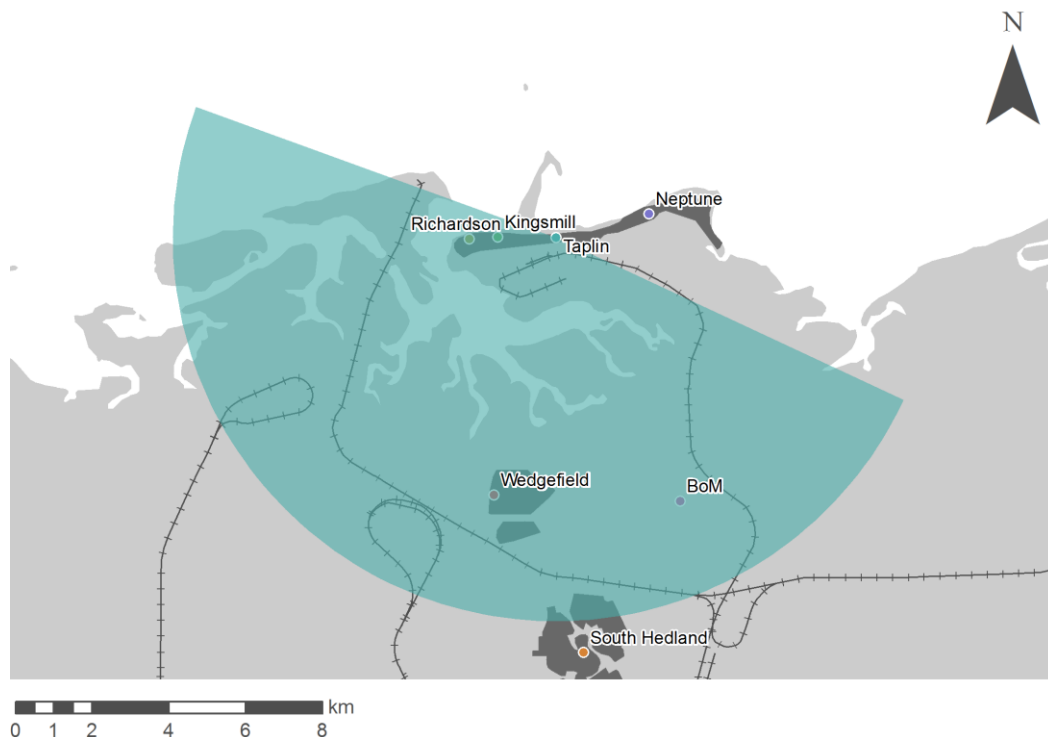 N
Neptune
Richardson
Kingsmill
Taplin
Wedgefield
BoM
South Hedland
km
0 1 2 4 6 8